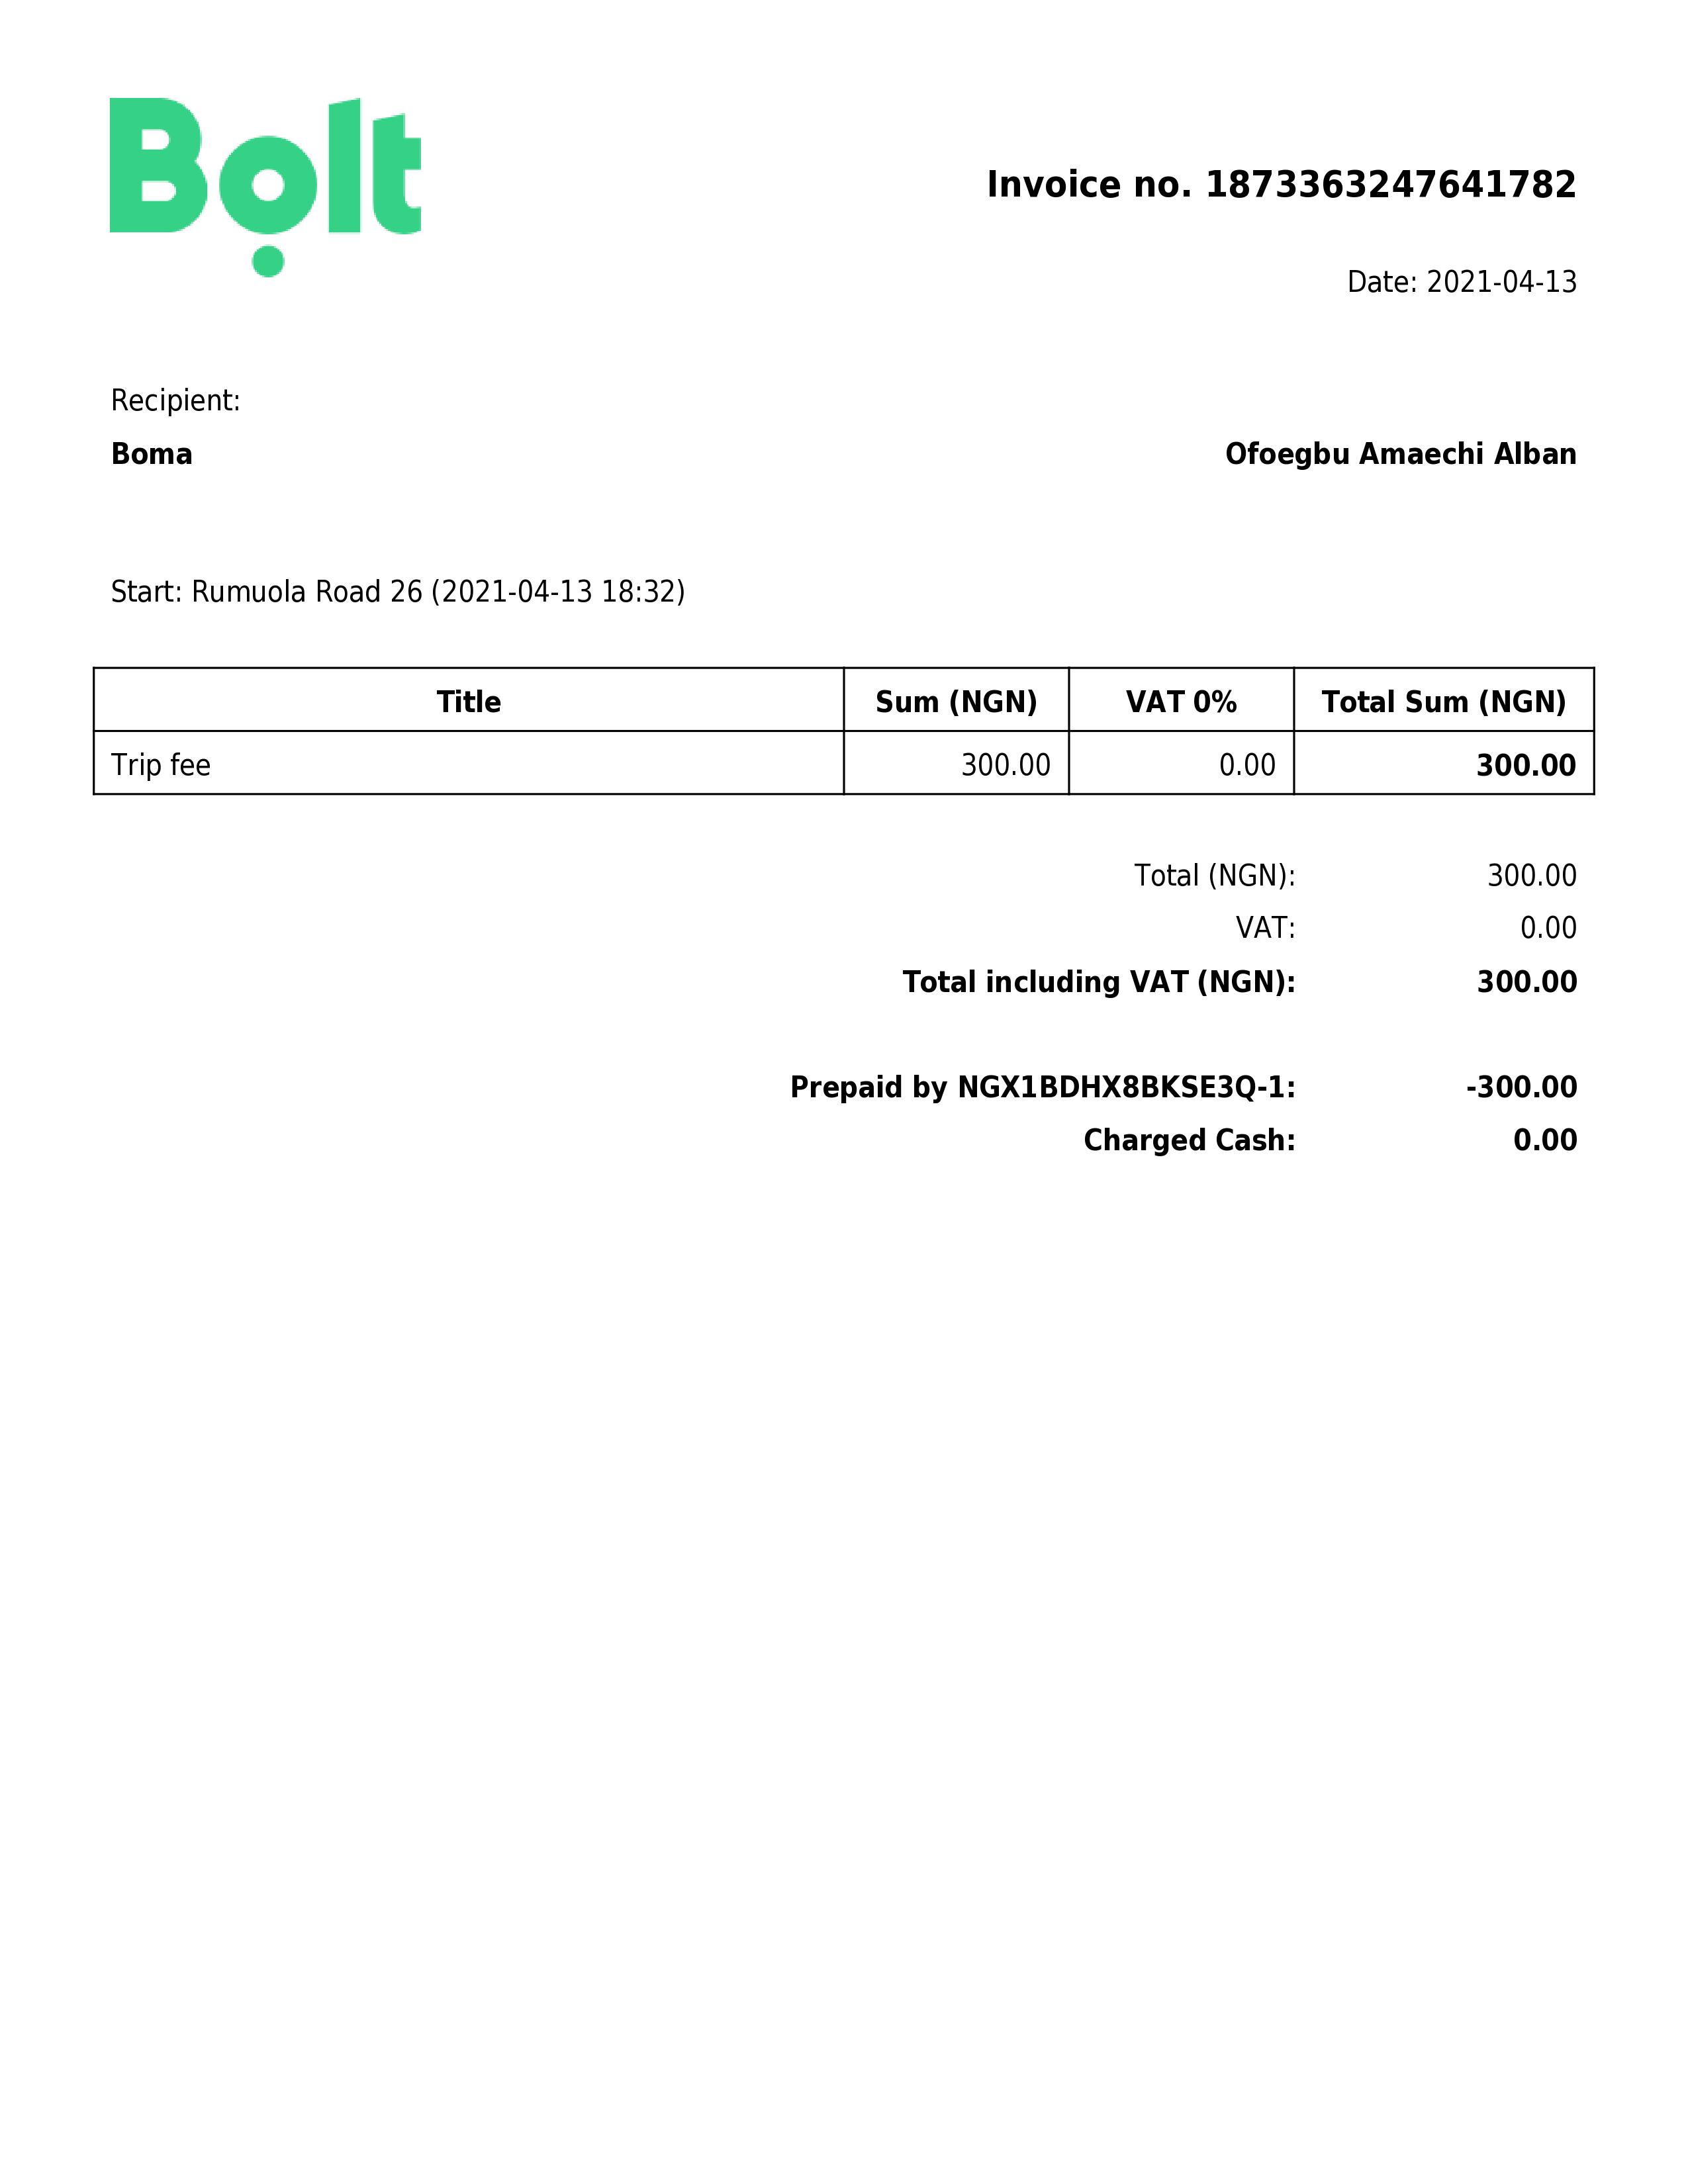 Bolt
Invoice no. 1873363247641782
Date: 2021-04-13
Recipient:
Boma
Ofoegbu Amaechi Alban
Start: Rumuola Road 26 (2021-04-13 18:32)
Title Sum (NGN) VAT 0% Total Sum (NGN)
Trip fee 300.00 0.00 300.00
Total (NGN): 300.00
VAT: 0.00
Total including VAT (NGN): 300.00
Prepaid by NGX1BDHX8BKSE3Q-1: -300.00
Charged Cash: 0.00